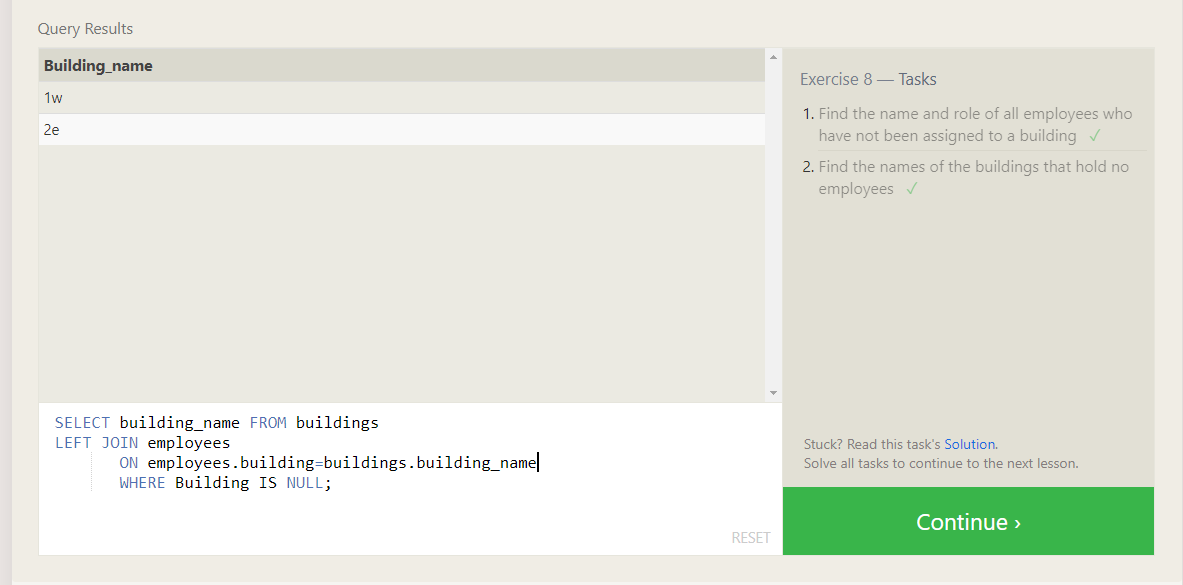 Query Results
Building_name
1w
2e
SELECT building_name FROM buildings
LEFT JOIN employees
ON employees.building=buildings.building_name
WHERE Building IS NULL;
RESET
Exercise 8 — Tasks
1. Find the name and role of all employees who
have not been assigned to a building ✓
2. Find the names of the buildings that hold no
employees ✓
Stuck? Read this task's Solution.
Solve all tasks to continue to the next lesson.
Continue ›